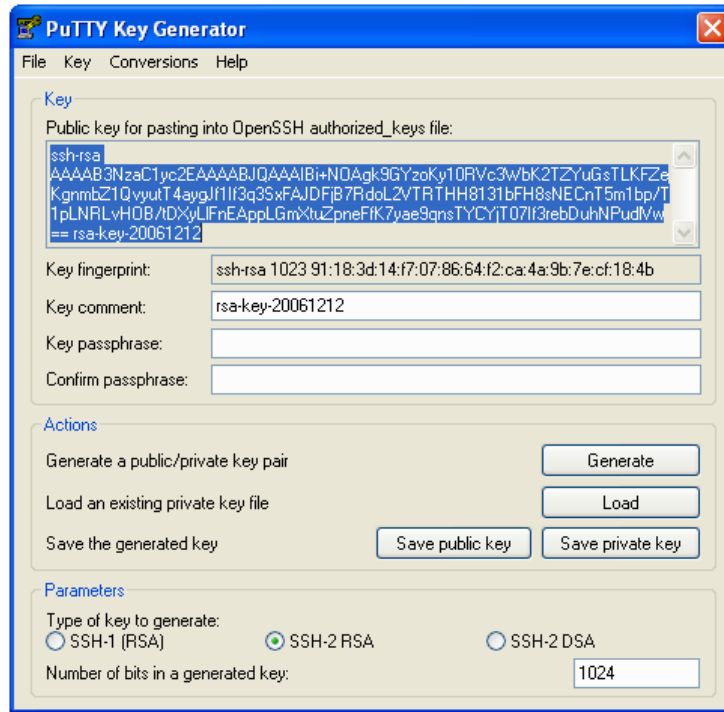 PuTTY Key Generator
File Key Conversions Help
Key
Public key for pasting into OpenSSH authorized_keys file:
ssh-rsa
AAAAB3NzaC1yc2EAAAABJQAAAIBi+NOAgk9GYzoKy10RVc3WbK2TZYuGsTLKFZe
KgnmbZ1QvyutT4aygJf1If3q3SxFAJDFjB7RdoL2VTRTHH8131bFH8sNECnT5m1bp/T
1pLNRLvHOB/tDXyLlFnEAppLGmXtuZpneFfK7yae9qnsTYCYjT07If3rebDuhNPudMw
== rsa-key-20061212
Key fingerprint: ssh-rsa 1023 91:18:3d:14:f7:07:86:64:f2:ca:4a:9b:7e:cf:18:4b
Key comment: rsa-key-20061212
Key passphrase:
Confirm passphrase:
Actions
Generate a public/private key pair Generate
Load an existing private key file Load
Save the generated key Save public key Save private key
Parameters
Type of key to generate:
SSH-1 (RSA) SSH-2 RSA SSH-2 DSA
Number of bits in a generated key: 1024